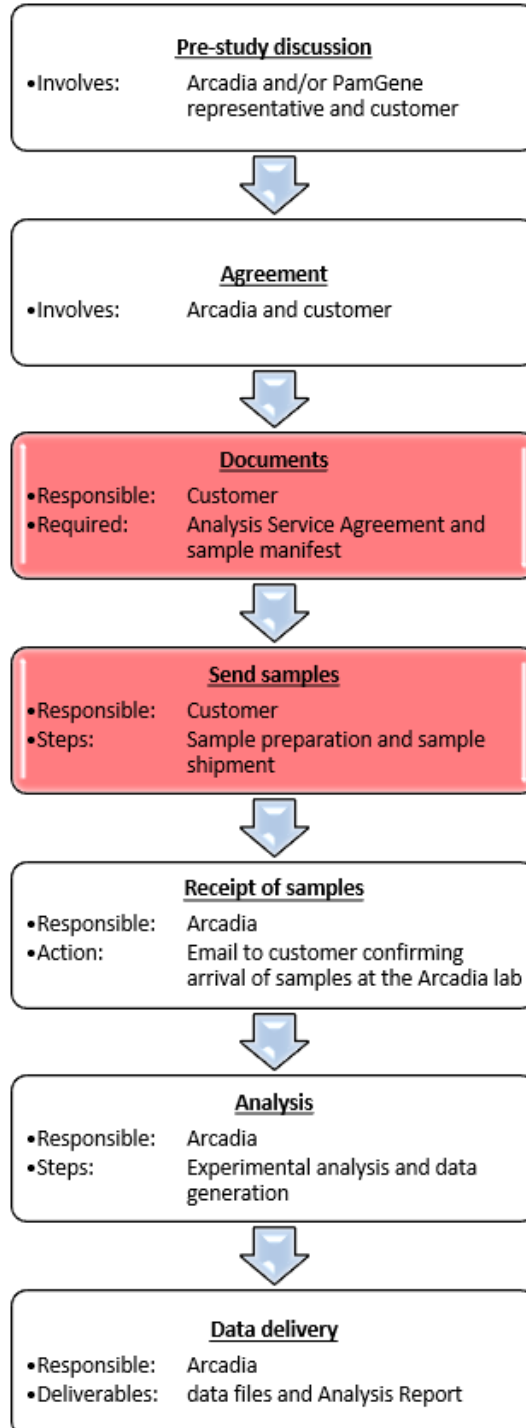 Pre-study discussion
•Involves: Arcadia and/or PamGene
representative and customer
Agreement
•Involves: Arcadia and customer
Documents
•Responsible: Customer
•Required: Analysis Service Agreement and
sample manifest
Send samples
•Responsible: Customer
•Steps: Sample preparation and sample
shipment
Receipt of samples
•Responsible: Arcadia
•Action: Email to customer confirming
arrival of samples at the Arcadia lab
Analysis
•Responsible: Arcadia
•Steps: Experimental analysis and data
generation
Data delivery
•Responsible: Arcadia
•Deliverables: data files and Analysis Report